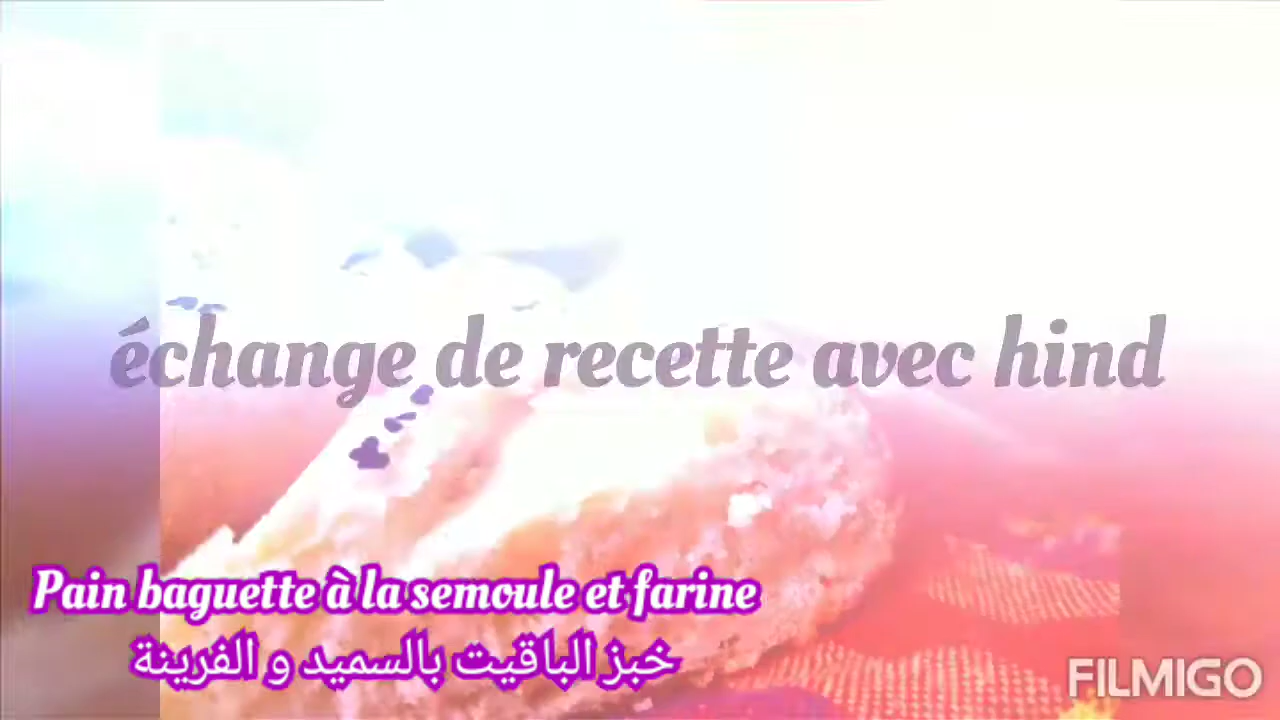 échange de recette avec hind
Pain baguette à la semoule et farine
خبز الباقيت بالسميد و الفرينة
FILMIGO